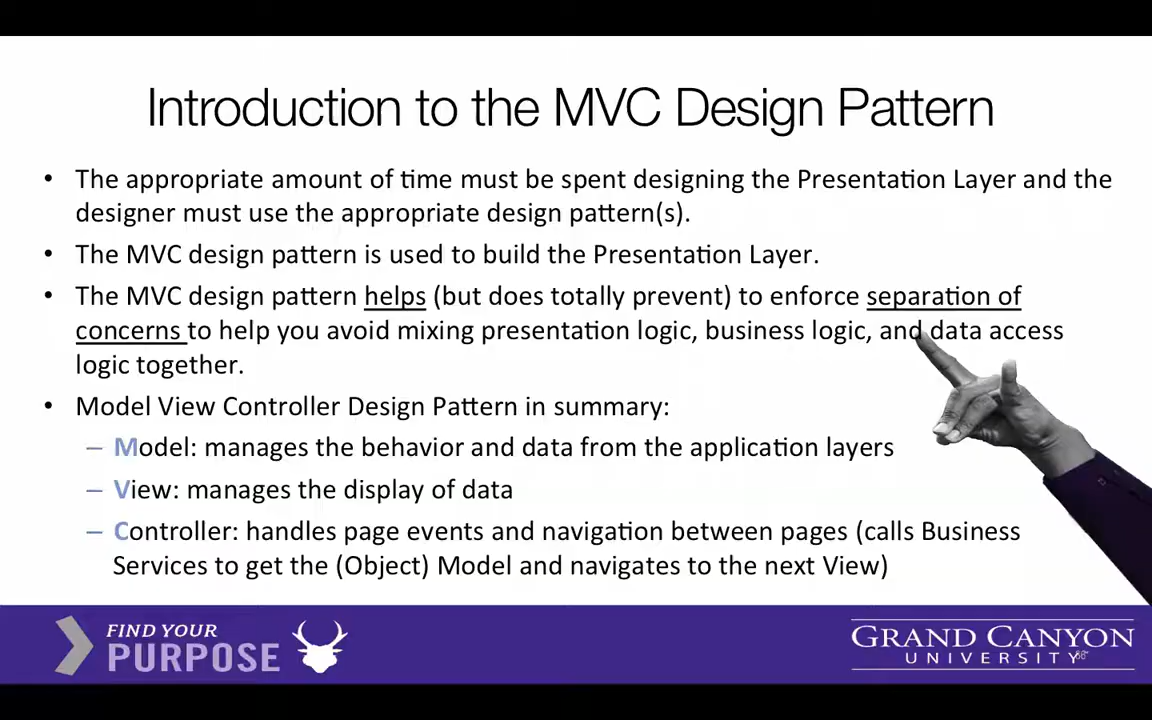 Introduction to the MVC Design Pattern
• The appropriate amount of time must be spent designing the Presentation Layer and the
designer must use the appropriate design pattern(s).
• The MVC design pattern is used to build the Presentation Layer.
• The MVC design pattern helps (but does totally prevent) to enforce separation of
concerns to help you avoid mixing presentation logic, business logic, and data access
logic together.
• Model View Controller Design Pattern in summary:
– Model: manages the behavior and data from the application layers
– View: manages the display of data
– Controller: handles page events and navigation between pages (calls Business
Services to get the (Object) Model and navigates to the next View)
FIND YOUR
PURPOSE
GRAND CANYON
UNIVERSITY